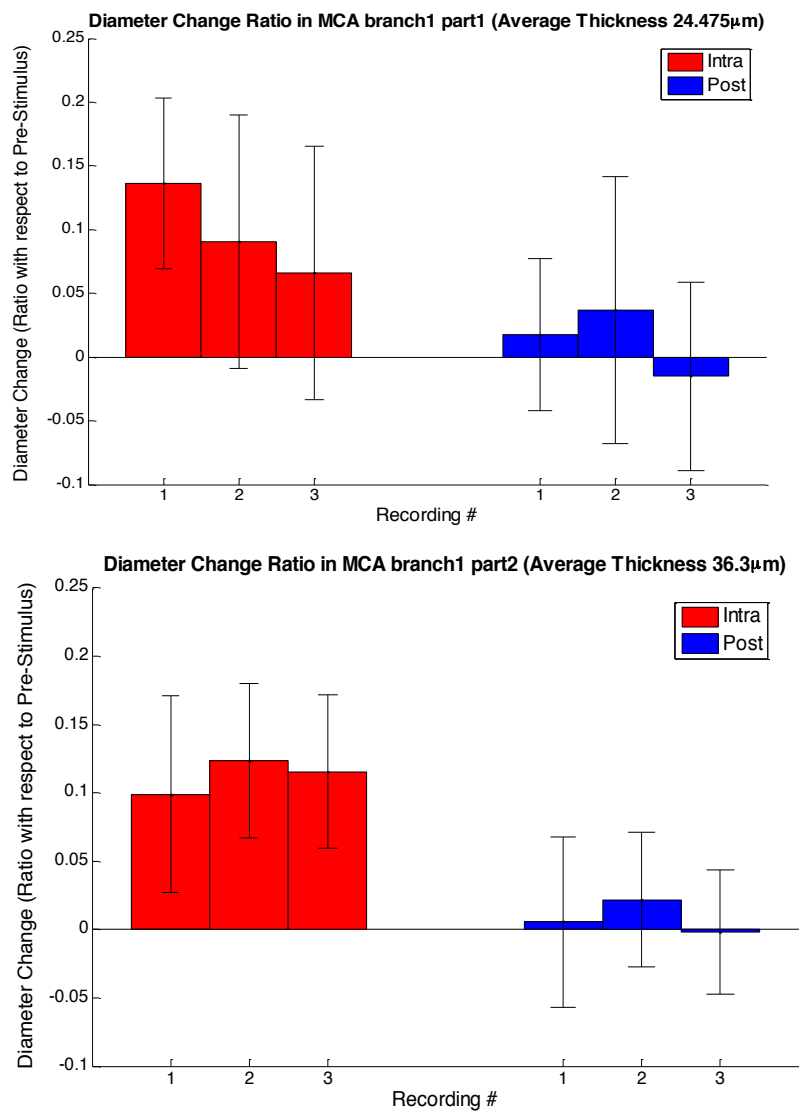 Diameter Change Ratio in MCA branch1 part1 (Average Thickness 24.475μm)
Diameter Change (Ratio with respect to Pre-Stimulus)
0.25
0.2
0.15
0.1
0.05
0
-0.05
-0.1
Intra
Post
1 2 3 1 2 3
Recording #
Diameter Change Ratio in MCA branch1 part2 (Average Thickness 36.3μm)
Diameter Change (Ratio with respect to Pre-Stimulus)
0.25
0.2
0.15
0.1
0.05
0
-0.05
-0.1
Intra
Post
1 2 3 1 2 3
Recording #